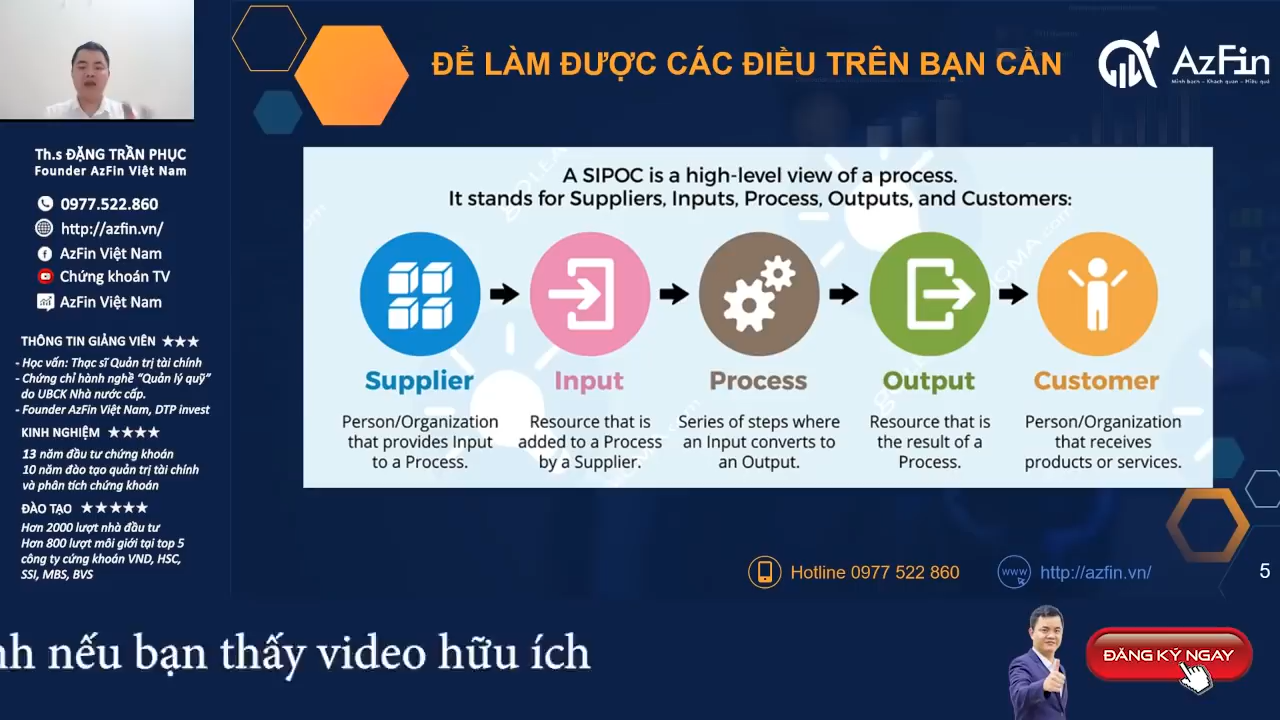 ĐỂ LÀM ĐƯỢC CÁC ĐIỀU TRÊN BẠN CẦN
AzFin
Minh bạch - Khách quan - Hiệu quả
Th.s ĐẶNG TRẦN PHỤC
Founder AzFin Việt Nam
0977.522.860
http://azfin.vn/
AzFin Việt Nam
Chứng khoán TV
AzFin Việt Nam
THÔNG TIN GIẢNG VIÊN ★★★
- Học vấn: Thạc sĩ Quản trị tài chính
- Chứng chỉ hành nghề “Quản lý quỹ”
do UBCK Nhà nước cấp.
- Founder AzFin Việt Nam, DTP invest
KINH NGHIỆM ★★★★
13 năm đầu tư chứng khoán
10 năm đào tạo quản trị tài chính
và phân tích chứng khoán
ĐÀO TẠO ★★★★★
Hơn 2000 lượt nhà đầu tư
Hơn 800 lượt môi giới tại top 5
công ty cứng khoán VND, HSC,
SSI, MBS, BVS
A SIPOC is a high-level view of a process.
It stands for Suppliers, Inputs, Process, Outputs, and Customers:
Supplier
Person/Organization
that provides Input
to a Process.
Input
Resource that is
added to a Process
by a Supplier.
Process
Series of steps where
an Input converts to
an Output.
Output
Resource that is
the result of a
Process.
Customer
Person/Organization
that receives
products or services.
Hotline 0977 522 860
www
http://azfin.vn/
5
nh nếu bạn thấy video hữu ích
ĐĂNG KÝ NGAY